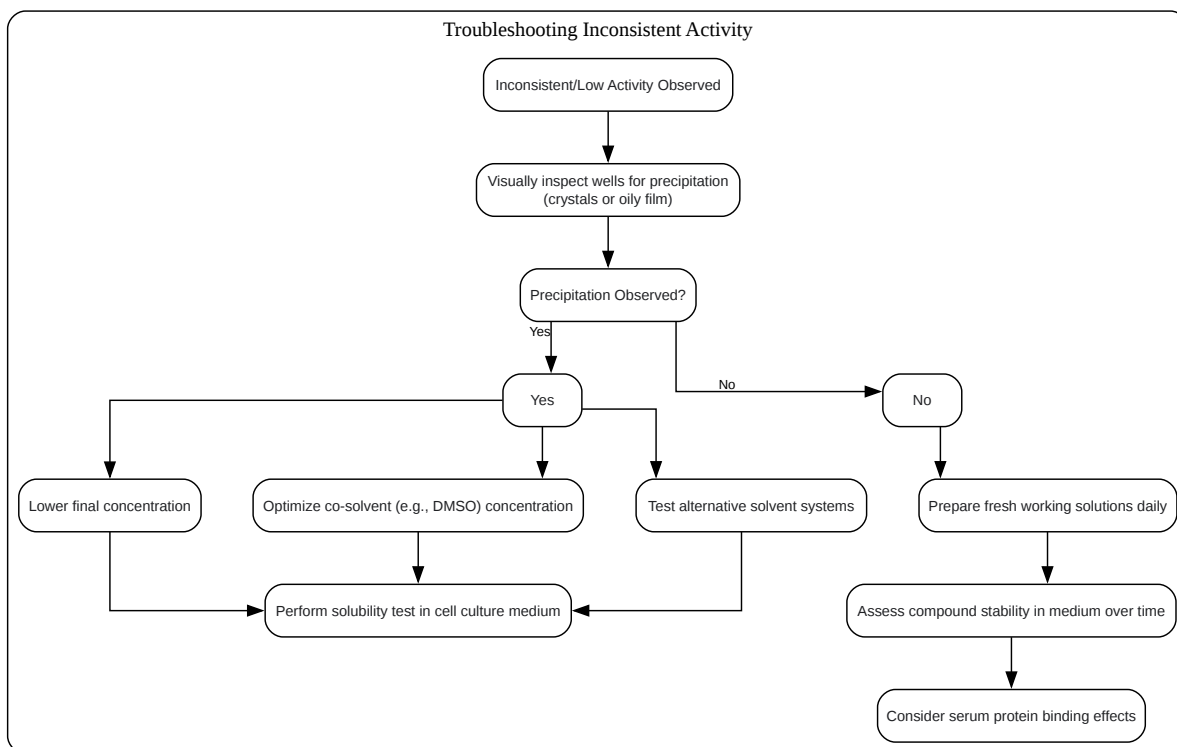 Troubleshooting Inconsistent Activity
Inconsistent/Low Activity Observed
Visually inspect wells for precipitation
(crystals or oily film)
Precipitation Observed?
Yes
No
Yes
No
Lower final concentration
Optimize co-solvent (e.g., DMSO) concentration
Test alternative solvent systems
Prepare fresh working solutions daily
Perform solubility test in cell culture medium
Assess compound stability in medium over time
Consider serum protein binding effects